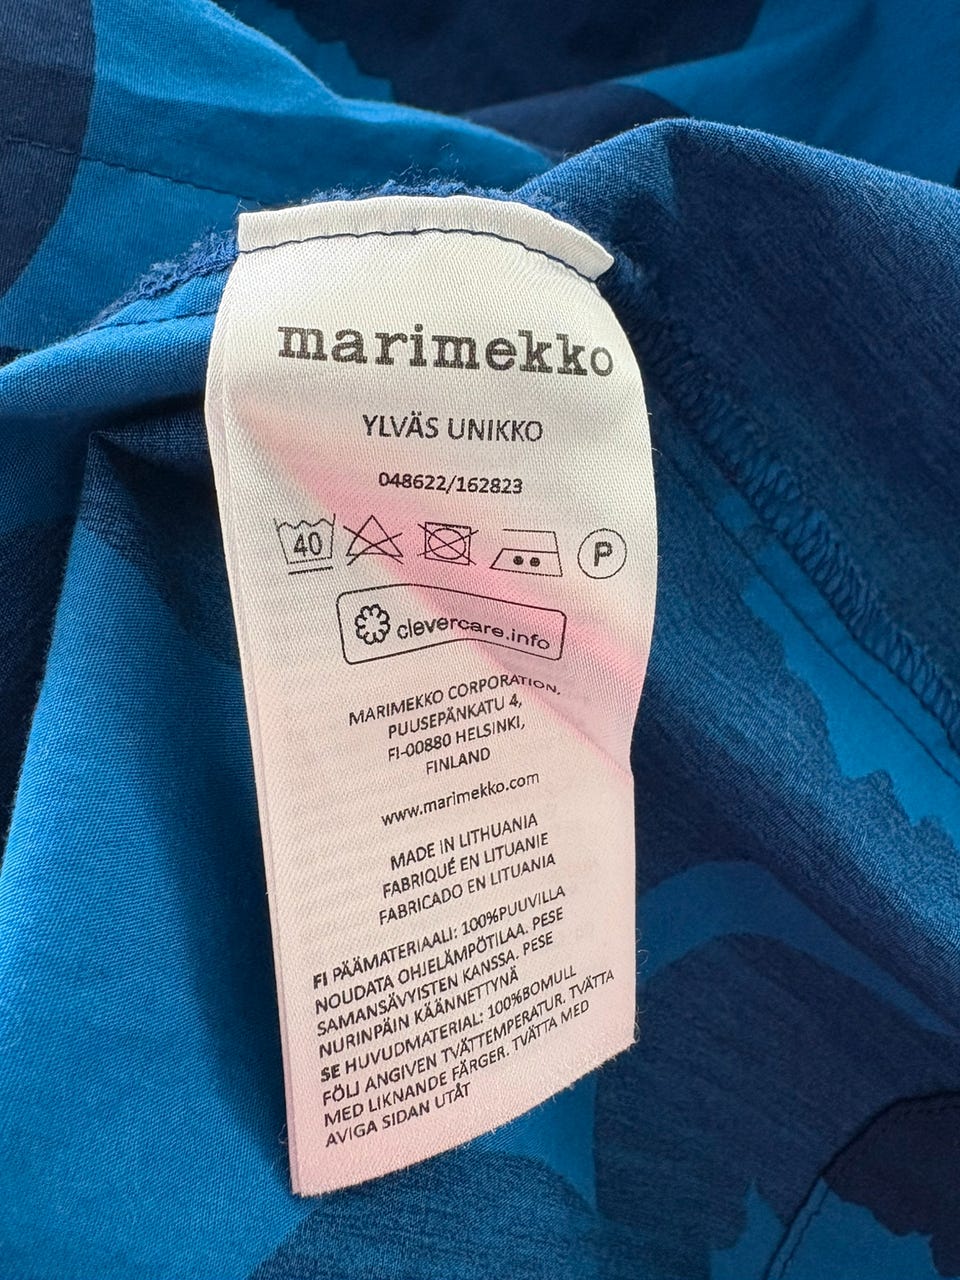 marimekko
YLVÄS UNIKKO
048622/162823
40
P
clevercare.info
MARIMEKKO CORPORATION,
PUUSEPÄNKATU 4,
FI-00880 HELSINKI,
FINLAND
www.marimekko.com
MADE IN LITHUANIA
FABRIQUÉ EN LITUANIE
FABRICADO EN LITUANIA
FI PÄÄMATERIAALI: 100%PUUVILLA
NOUDATA OHJELÄMPÖTILAA. PESE
SAMANSÄVYISTEN KANSSA. PESE
NURINPÄIN KÄÄNNETTYNÄ
SE HUVUDMATERIAL: 100%BOMULL
FÖLJ ANGIVEN TVÄTTEMPERATUR. TVÄTTA
MED LIKNANDE FÄRGER. TVÄTTA MED
AVIGA SIDAN UTÅT